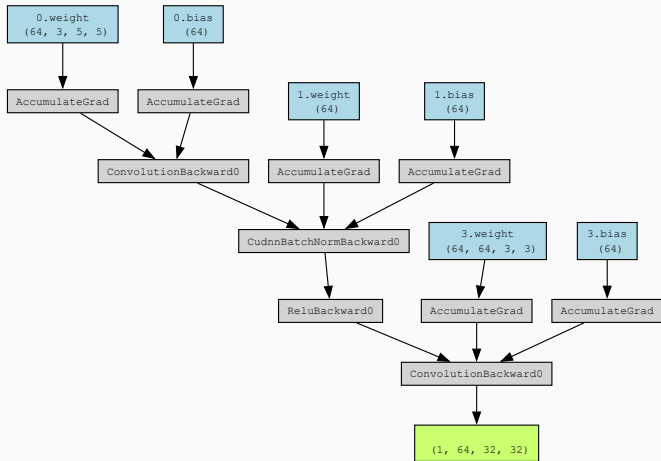 0.weight
(64, 3, 5, 5)
0.bias
(64)
AccumulateGrad
AccumulateGrad
1.weight
(64)
1.bias
(64)
ConvolutionBackward0
AccumulateGrad
AccumulateGrad
CudnnBatchNormBackward0
3.weight
(64, 64, 3, 3)
3.bias
(64)
ReluBackward0
AccumulateGrad
AccumulateGrad
ConvolutionBackward0
(1, 64, 32, 32)